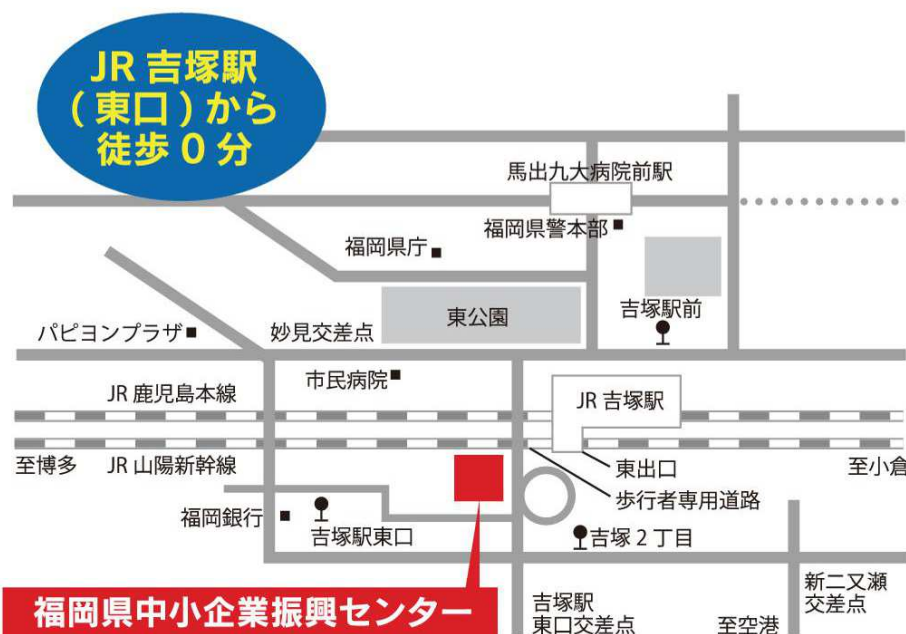 JR 吉塚駅
( 東口 ) から
徒歩 0 分
馬出九大病院前駅
福岡県警本部
福岡県庁
吉塚駅前
東公園
パピヨンプラザ
妙見交差点
市民病院
JR 鹿児島本線
JR 吉塚駅
至博多
JR 山陽新幹線
東出口
至小倉
歩行者専用道路
福岡銀行
吉塚駅東口
吉塚 2 丁目
福岡県中小企業振興センター
吉塚駅
東口交差点
至空港
新二又瀬
交差点